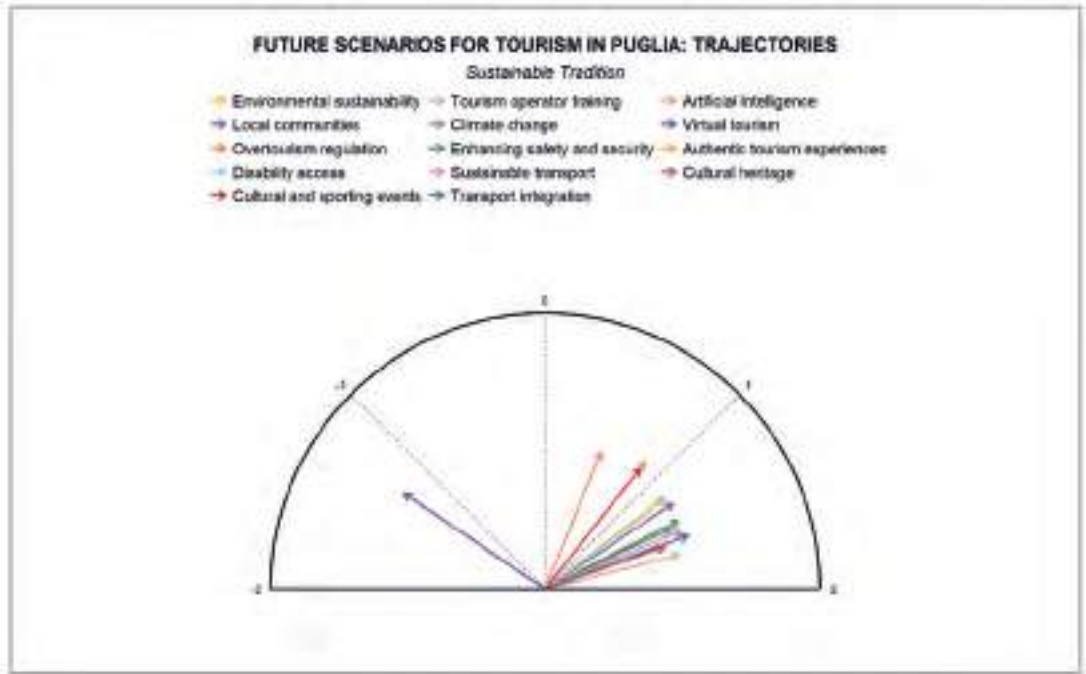 FUTURE SCENARIOS FOR TOURISM IN PUGLIA: TRAJECTORIES
Sustainable Tradition
Environmental sustainability Tourism operator training Artificial Intelligence
Local communities Climate change Virtual tourism
Overtourism regulation Enhancing safety and security Authentic tourism experiences
Disability access Sustainable transport Cultural heritage
Cultural and sporting events Transport integration
-1 1
-2 2